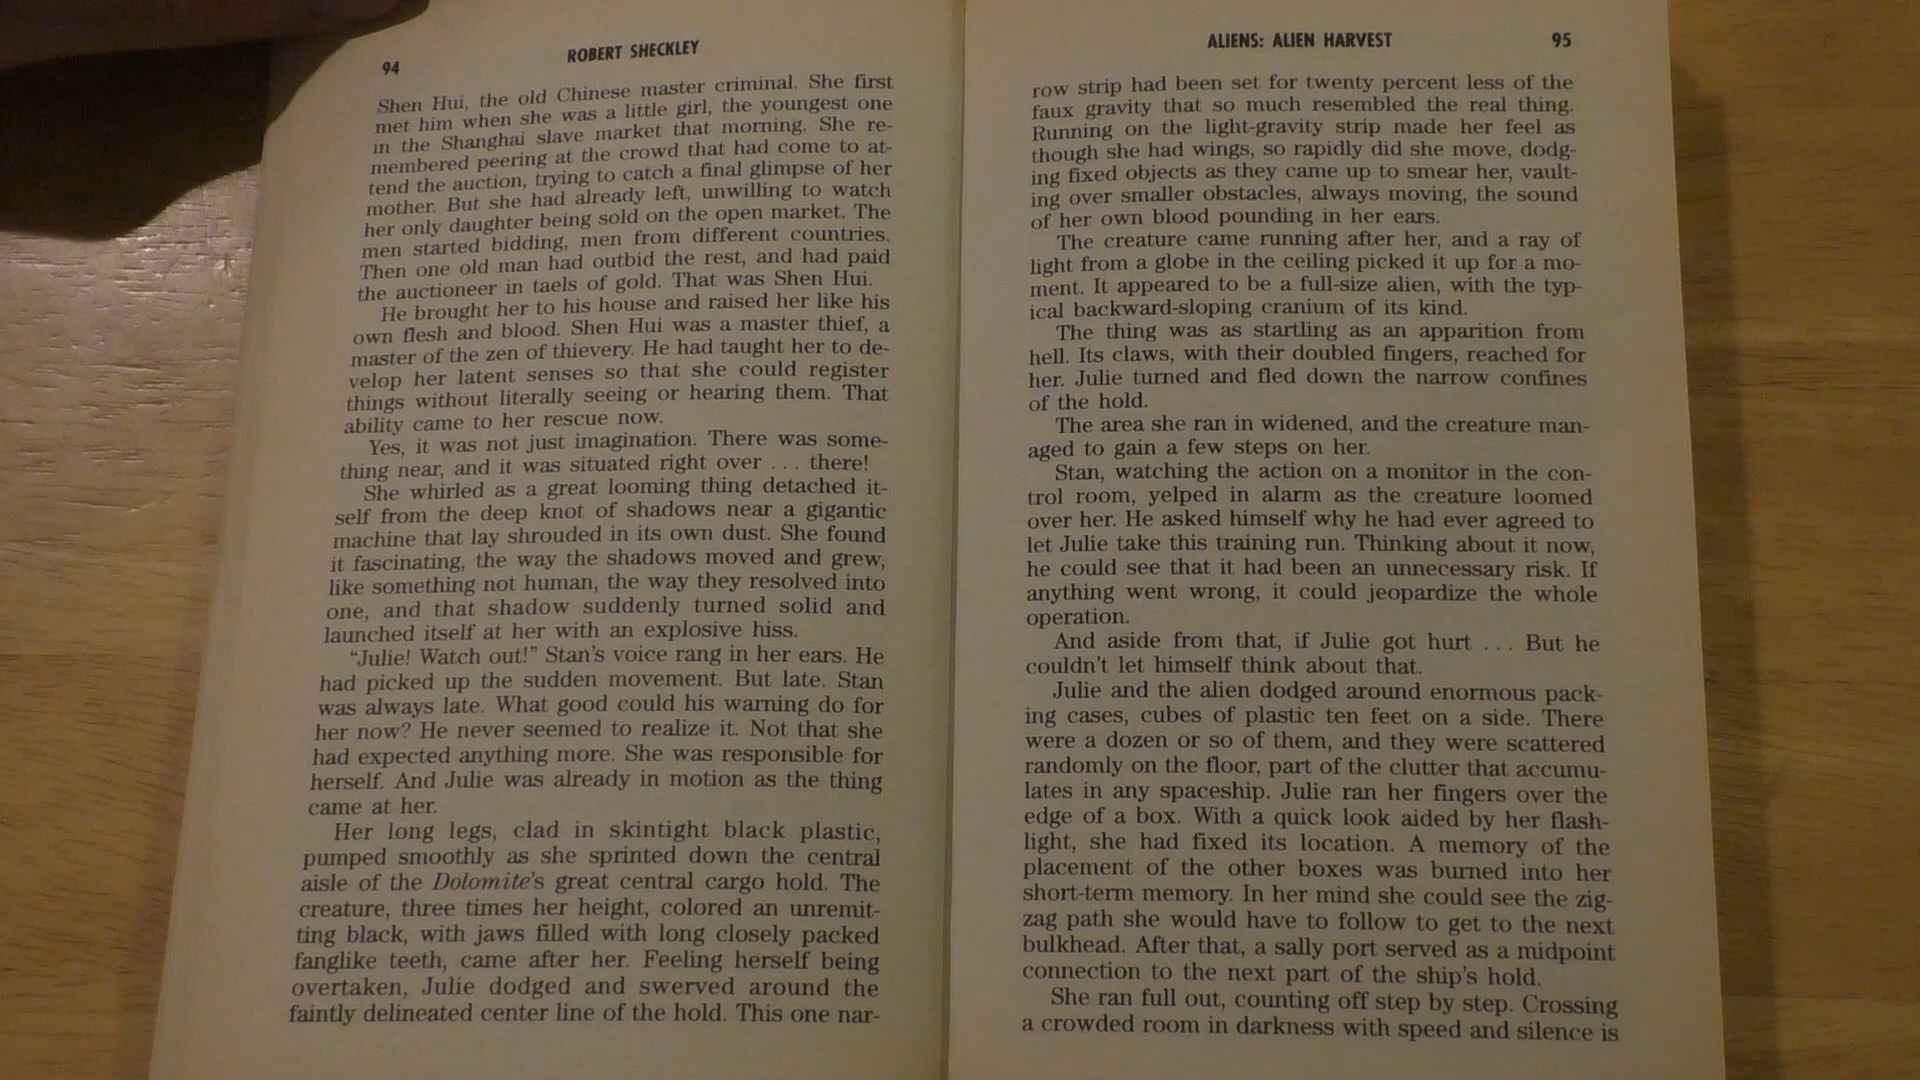 94
ROBERT SHECKLEY
Shen Hui, the old Chinese master criminal. She first
met him when she was a little girl, the youngest one
in the Shanghai slave market that morning. She re-
membered peering at the crowd that had come to at-
tend the auction, trying to catch a final glimpse of her
mother. But she had already left, unwilling to watch
her only daughter being sold on the open market. The
men started bidding, men from different countries.
Then one old man had outbid the rest, and had paid
the auctioneer in taels of gold. That was Shen Hui.
He brought her to his house and raised her like his
own flesh and blood. Shen Hui was a master thief, a
master of the zen of thievery. He had taught her to de-
velop her latent senses so that she could register
things without literally seeing or hearing them. That
ability came to her rescue now.
Yes, it was not just imagination. There was some-
thing near, and it was situated right over . . . there!
She whirled as a great looming thing detached it-
self from the deep knot of shadows near a gigantic
machine that lay shrouded in its own dust. She found
it fascinating, the way the shadows moved and grew,
like something not human, the way they resolved into
one, and that shadow suddenly turned solid and
launched itself at her with an explosive hiss.
“Julie! Watch out!” Stan’s voice rang in her ears. He
had picked up the sudden movement. But late. Stan
was always late. What good could his warning do for
her now? He never seemed to realize it. Not that she
had expected anything more. She was responsible for
herself. And Julie was already in motion as the thing
came at her.
Her long legs, clad in skintight black plastic,
pumped smoothly as she sprinted down the central
aisle of the Dolomite’s great central cargo hold. The
creature, three times her height, colored an unremit-
ting black, with jaws filled with long closely packed
fanglike teeth, came after her. Feeling herself being
overtaken, Julie dodged and swerved around the
faintly delineated center line of the hold. This one nar-
ALIENS: ALIEN HARVEST
95
row strip had been set for twenty percent less of the
faux gravity that so much resembled the real thing.
Running on the light-gravity strip made her feel as
though she had wings, so rapidly did she move, dodg-
ing fixed objects as they came up to smear her, vault-
ing over smaller obstacles, always moving, the sound
of her own blood pounding in her ears.
The creature came running after her, and a ray of
light from a globe in the ceiling picked it up for a mo-
ment. It appeared to be a full-size alien, with the typ-
ical backward-sloping cranium of its kind.
The thing was as startling as an apparition from
hell. Its claws, with their doubled fingers, reached for
her. Julie turned and fled down the narrow confines
of the hold.
The area she ran in widened, and the creature man-
aged to gain a few steps on her.
Stan, watching the action on a monitor in the con-
trol room, yelped in alarm as the creature loomed
over her. He asked himself why he had ever agreed to
let Julie take this training run. Thinking about it now,
he could see that it had been an unnecessary risk. If
anything went wrong, it could jeopardize the whole
operation.
And aside from that, if Julie got hurt . . . But he
couldn’t let himself think about that.
Julie and the alien dodged around enormous pack-
ing cases, cubes of plastic ten feet on a side. There
were a dozen or so of them, and they were scattered
randomly on the floor, part of the clutter that accumu-
lates in any spaceship. Julie ran her fingers over the
edge of a box. With a quick look aided by her flash-
light, she had fixed its location. A memory of the
placement of the other boxes was burned into her
short-term memory. In her mind she could see the zig-
zag path she would have to follow to get to the next
bulkhead. After that, a sally port served as a midpoint
connection to the next part of the ship’s hold.
She ran full out, counting off step by step. Crossing
a crowded room in darkness with speed and silence is